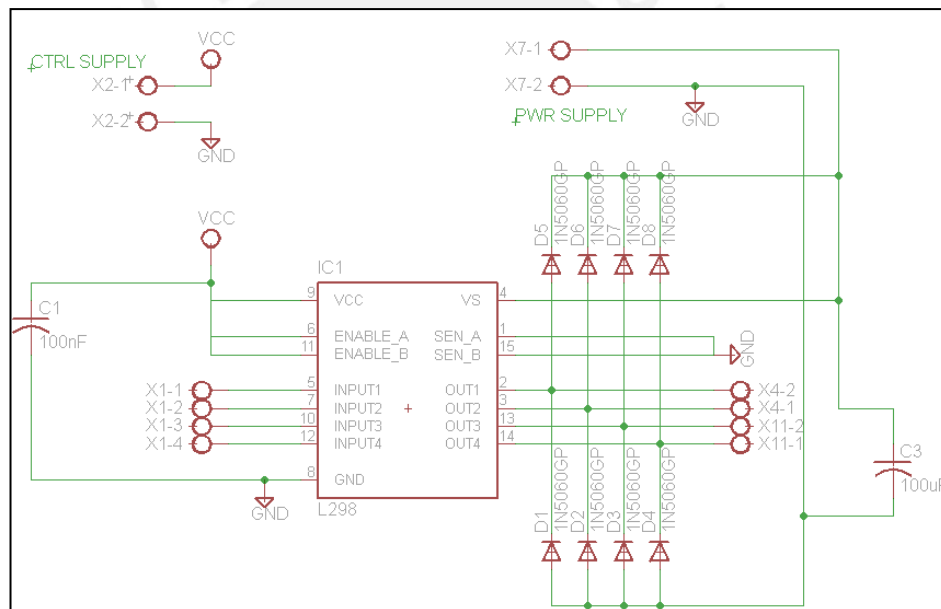 CTRL SUPPLY
VCC
X2-1
X2-2
GND
X7-1
X7-2
GND
PWR SUPPLY
D5
1N5060GP
D6
1N5060GP
D7
1N5060GP
D8
1N5060GP
VCC
C1
100nF
IC1
9 VCC VS 4
6 ENABLE_A SEN_A 1
11 ENABLE_B SEN_B 15
GND
X1-1 5 INPUT1 OUT1 2 X4-2
X1-2 7 INPUT2 OUT2 3 X4-1
X1-3 10 INPUT3 OUT3 13 X11-2
X1-4 12 INPUT4 OUT4 14 X11-1
8 GND
GND
L298
C3
100uF
D1
1N5060GP
D2
1N5060GP
D3
1N5060GP
D4
1N5060GP